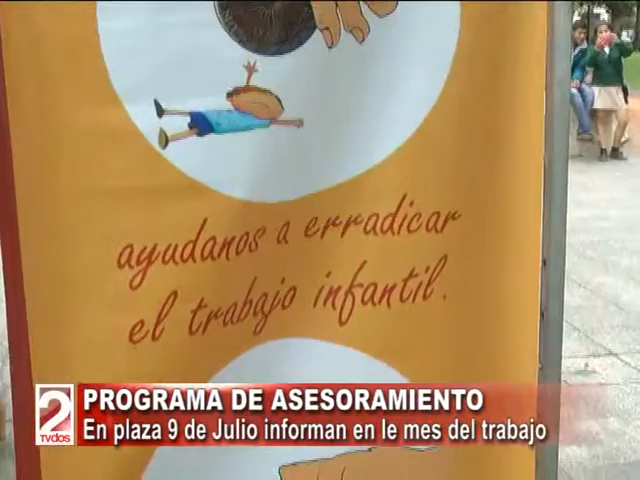 ayudanos a erradicar
el trabajo infantil.
2
TVDOS
PROGRAMA DE ASESORAMIENTO
En plaza 9 de Julio informan en le mes del trabajo